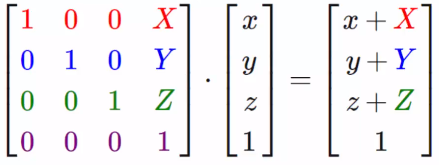 1 0 0 X x x + X
0 1 0 Y y y + Y
0 0 1 Z · z = z + Z
0 0 0 1 1 1